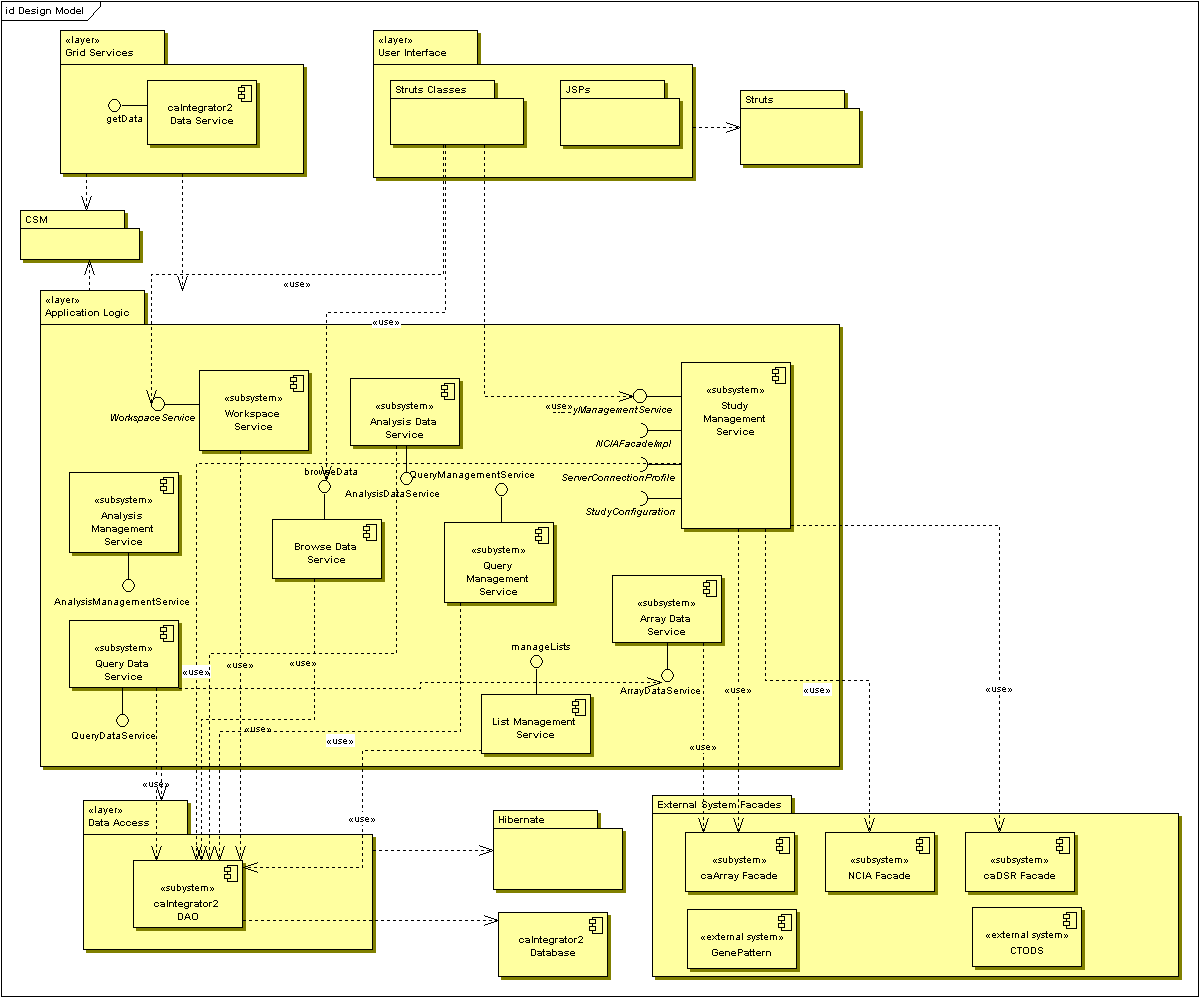 id Design Model
«layer»
Grid Services
caIntegrator2
Data Service
getData
«layer»
User Interface
Struts Classes
JSPs
Struts
CSM
«use»
«use»
«layer»
Application Logic
«subsystem»
Workspace
Service
WorkspaceService
«subsystem»
Analysis Data
Service
AnalysisDataService
«subsystem»
Study
Management
Service
«use»
yManagementService
NCIAFacadeImpl
ServerConnectionProfile
StudyConfiguration
browseData
QueryManagementService
«subsystem»
Analysis
Management
Service
AnalysisManagementService
Browse Data
Service
«subsystem»
Query
Management
Service
«subsystem»
Array Data
Service
ArrayDataService
«subsystem»
Query Data
Service
QueryDataService
manageLists
List Management
Service
«use»
«use»
«use»
«use»
«use»
«use»
«use»
«use»
«use»
«use»
«use»
«layer»
Data Access
«subsystem»
caIntegrator2
DAO
Hibernate
caIntegrator2
Database
External System Facades
«subsystem»
caArray Facade
«subsystem»
NCIA Facade
«subsystem»
caDSR Facade
«external system»
GenePattern
«external system»
CTODS